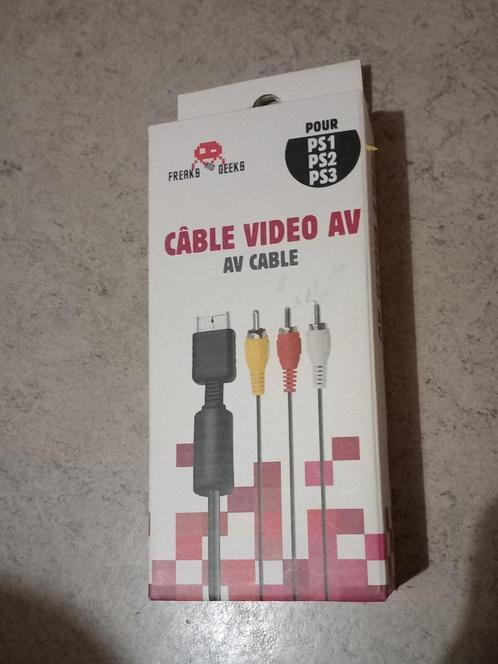 FREAKS GEEKS
POUR
PS1
PS2
PS3
CÂBLE VIDEO AV
AV CABLE